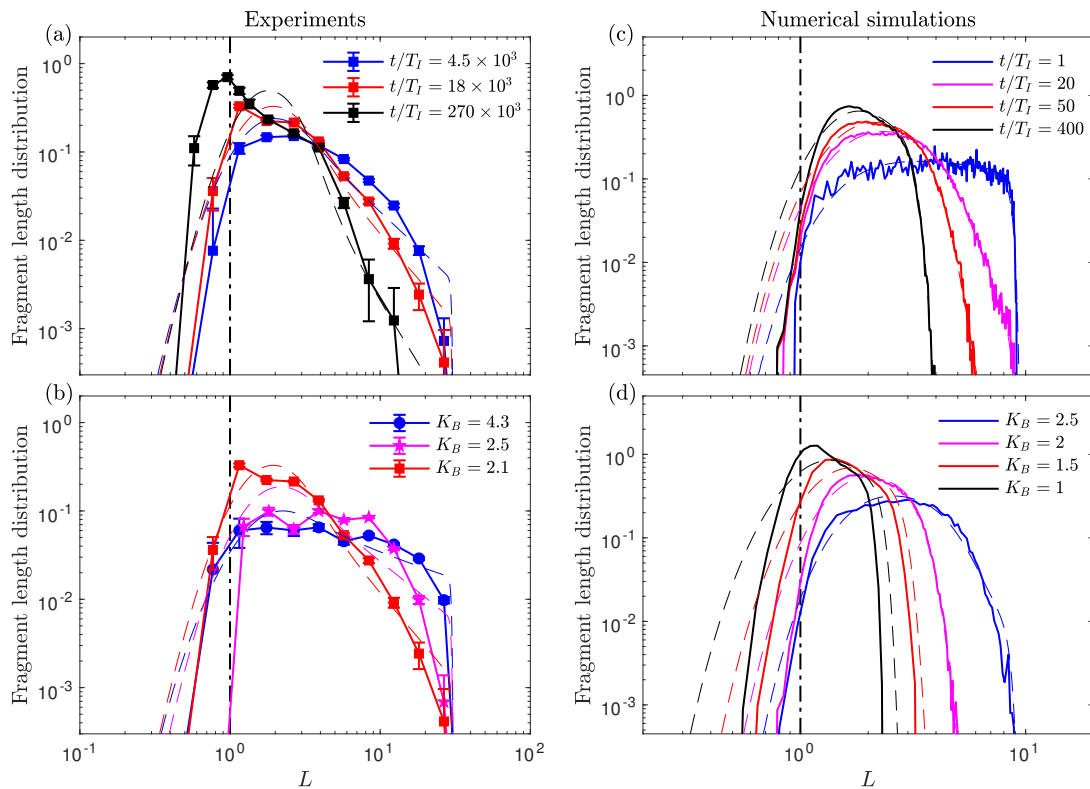 Experiments
Numerical simulations
(a)
Fragment length distribution
10^0
10^-1
10^-2
10^-3
t/T_I = 4.5 × 10^3
t/T_I = 18 × 10^3
t/T_I = 270 × 10^3
(c)
Fragment length distribution
10^0
10^-1
10^-2
10^-3
t/T_I = 1
t/T_I = 20
t/T_I = 50
t/T_I = 400
(b)
Fragment length distribution
10^0
10^-1
10^-2
10^-3
K_B = 4.3
K_B = 2.5
K_B = 2.1
10^-1 10^0 10^1 10^2
L
(d)
Fragment length distribution
10^0
10^-1
10^-2
10^-3
K_B = 2.5
K_B = 2
K_B = 1.5
K_B = 1
10^0 10^1
L